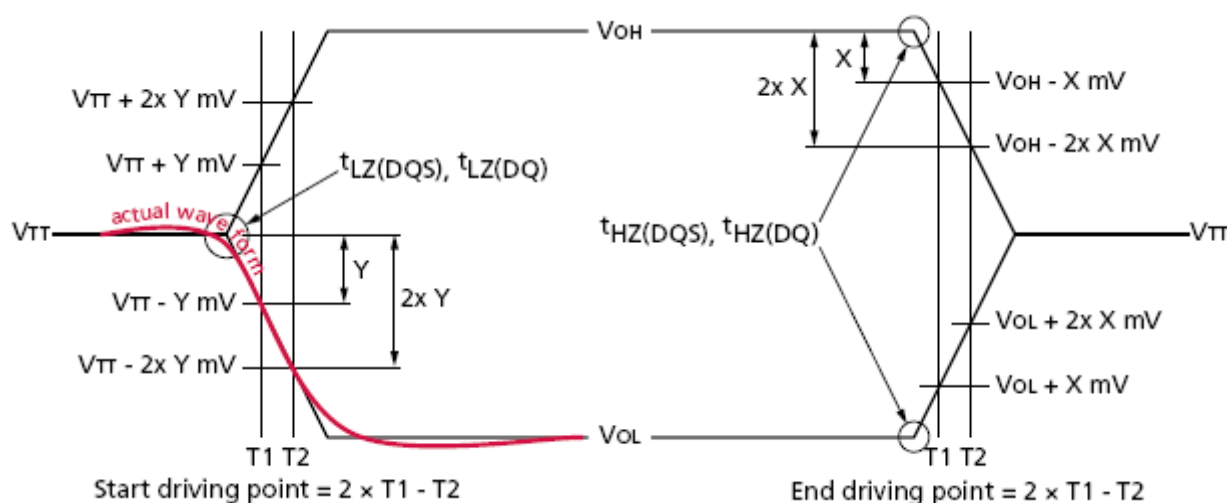 VOH
X
2x X
VOH - X mV
VOH - 2x X mV
VTT + 2x Y mV
VTT + Y mV
tLZ(DQS), tLZ(DQ)
actual wave form
VTT
tHZ(DQS), tHZ(DQ)
VTT
Y
2x Y
VTT - Y mV
VTT - 2x Y mV
VOL + 2x X mV
VOL + X mV
VOL
T1 T2
T1 T2
Start driving point = 2 × T1 - T2
End driving point = 2 × T1 - T2